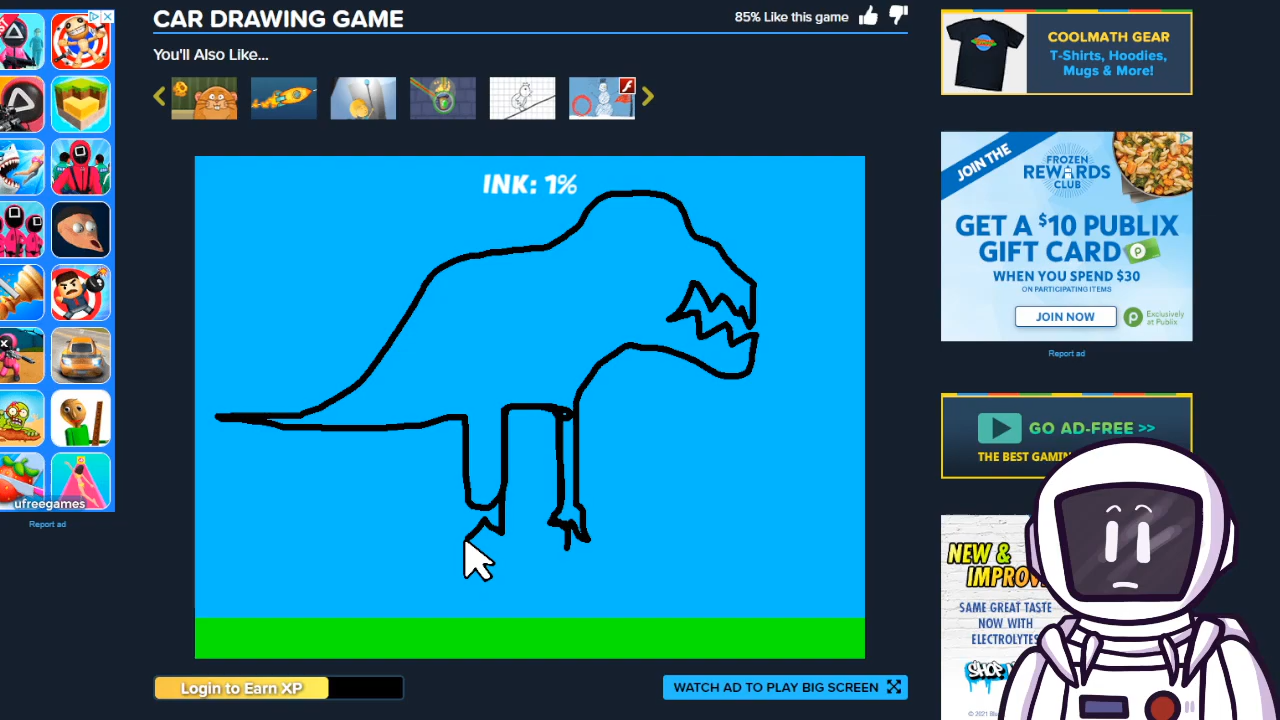 CAR DRAWING GAME
85% Like this game
You'll Also Like...
INK: 1%
ufreegames
Report ad
Login to Earn XP
WATCH AD TO PLAY BIG SCREEN
COOLMATH GEAR
T-Shirts, Hoodies,
Mugs & More!
JOIN THE
FROZEN
REWARDS
CLUB
GET A $10 PUBLIX
GIFT CARD
WHEN YOU SPEND $30
ON PARTICIPATING ITEMS
JOIN NOW
Exclusively
at Publix
Report ad
GO AD-FREE >>
THE BEST
NEW &
SAME GREAT TASTE
NOW WITH
ELECTROLYTES
SHOP
© 2021